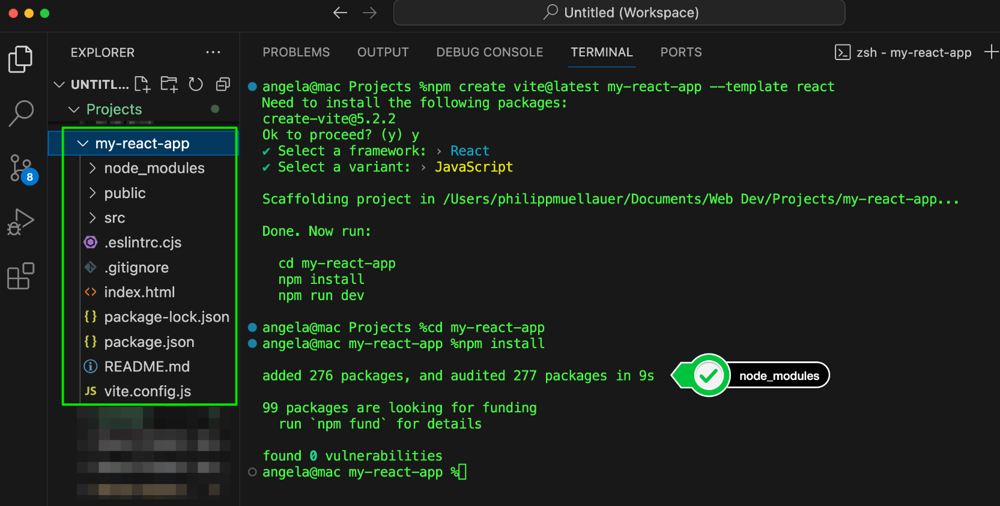 Untitled (Workspace)
EXPLORER
UNTITL...
Projects
my-react-app
node_modules
public
src
.eslintrc.cjs
.gitignore
index.html
package-lock.json
package.json
README.md
JS vite.config.js
8
PROBLEMS OUTPUT DEBUG CONSOLE TERMINAL PORTS zsh - my-react-app
angela@mac Projects %npm create vite@latest my-react-app --template react
Need to install the following packages:
create-vite@5.2.2
Ok to proceed? (y) y
✔ Select a framework: › React
✔ Select a variant: › JavaScript
Scaffolding project in /Users/philippmuellauer/Documents/Web Dev/Projects/my-react-app...
Done. Now run:
cd my-react-app
npm install
npm run dev
angela@mac Projects %cd my-react-app
angela@mac my-react-app %npm install
added 276 packages, and audited 277 packages in 9s
node_modules
99 packages are looking for funding
run `npm fund` for details
found 0 vulnerabilities
angela@mac my-react-app %